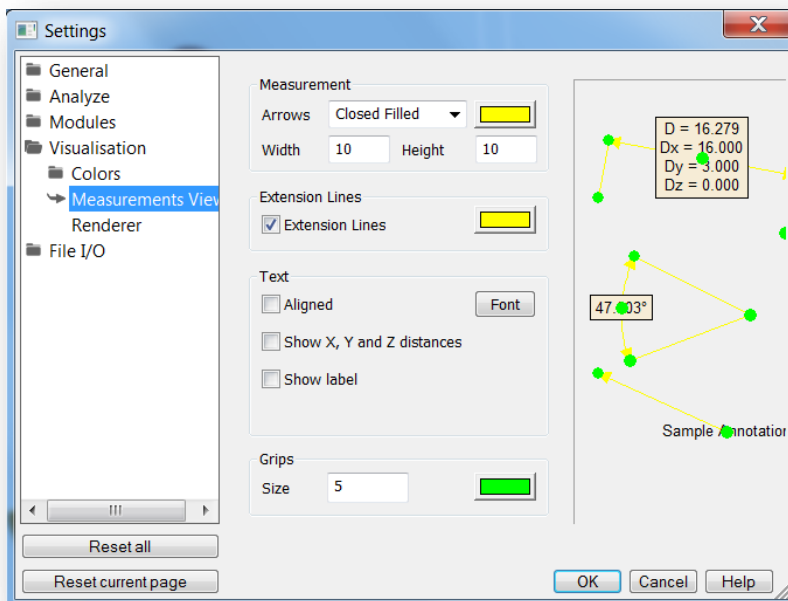 Settings
General
Analyze
Modules
Visualisation
Colors
Measurements View
Renderer
File I/O
Reset all
Reset current page
Measurement
Arrows Closed Filled
Width 10 Height 10
Extension Lines
Extension Lines
Text
Aligned Font
Show X, Y and Z distances
Show label
Grips
Size 5
D = 16.279
Dx = 16.000
Dy = 3.000
Dz = 0.000
Sample Annotation
OK Cancel Help